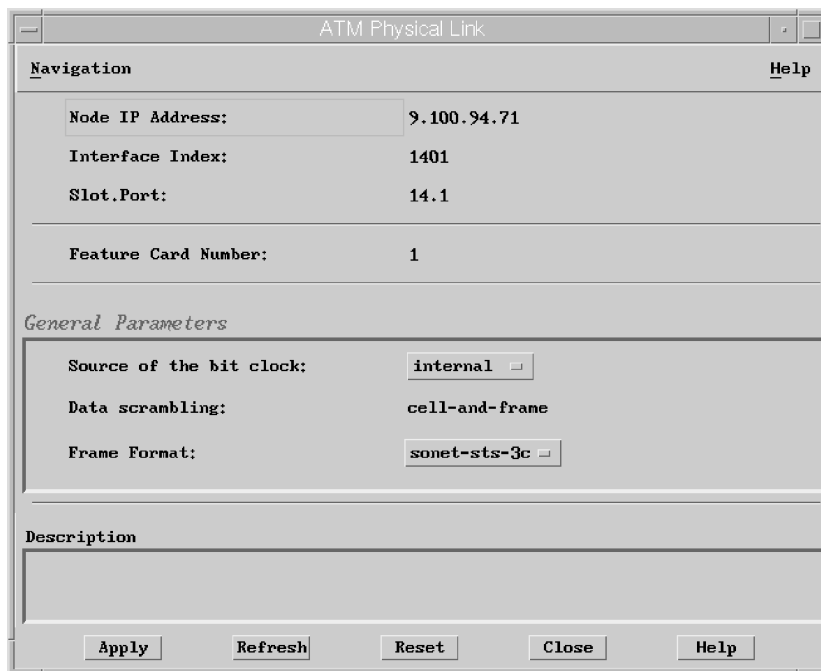 ATM Physical Link
Navigation Help
Node IP Address: 9.100.94.71
Interface Index: 1401
Slot.Port: 14.1
Feature Card Number: 1
General Parameters
Source of the bit clock: internal
Data scrambling: cell-and-frame
Frame Format: sonet-sts-3c
Description
Apply Refresh Reset Close Help